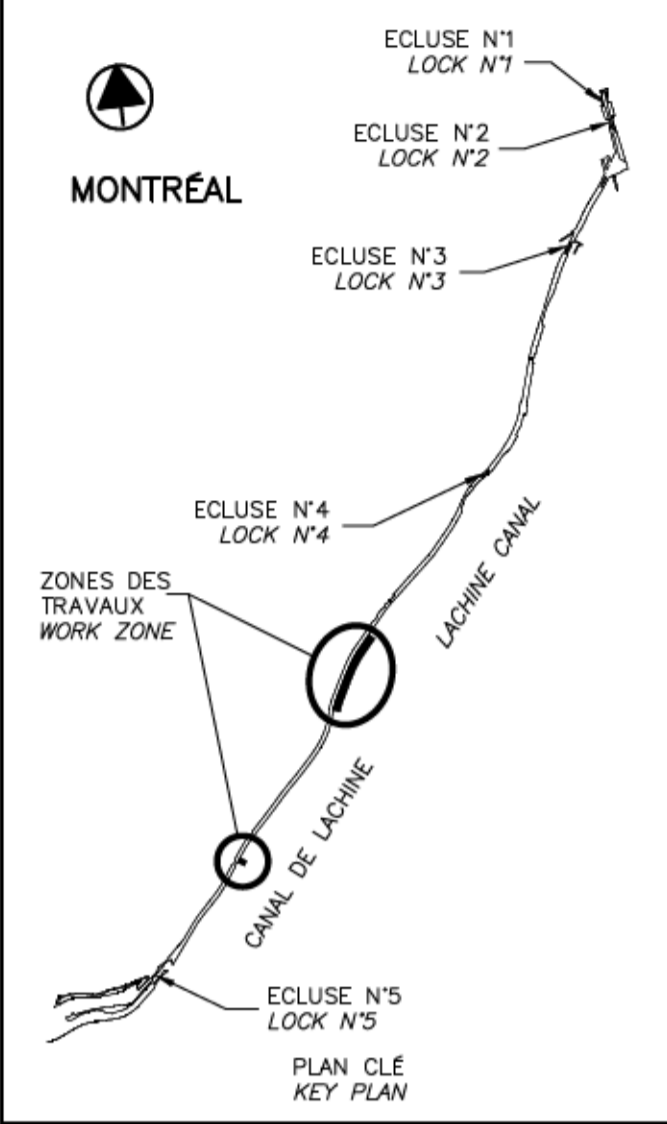 ECLUSE N°1
LOCK N°1
ECLUSE N°2
LOCK N°2
MONTRÉAL
ECLUSE N°3
LOCK N°3
ECLUSE N°4
LOCK N°4
LACHINE CANAL
ZONES DES
TRAVAUX
WORK ZONE
CANAL DE LACHINE
ECLUSE N°5
LOCK N°5
PLAN CLÉ
KEY PLAN